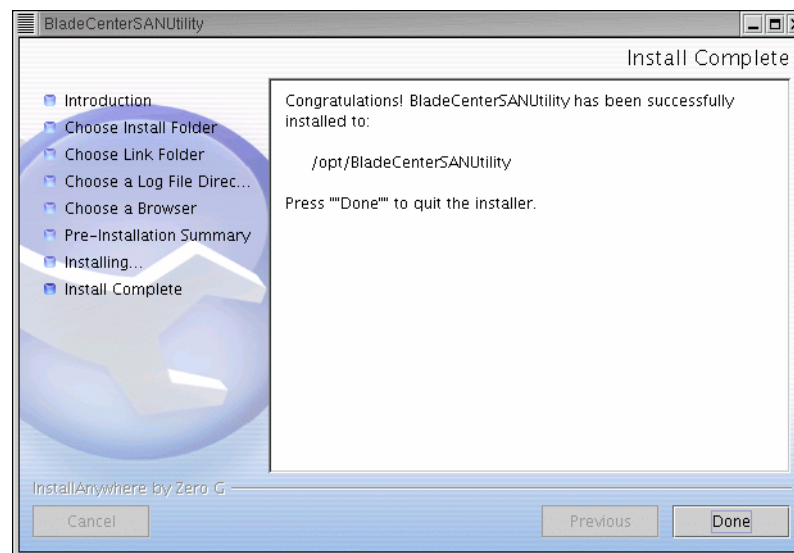 BladeCenterSANUtility
Install Complete
Introduction
Choose Install Folder
Choose Link Folder
Choose a Log File Direc...
Choose a Browser
Pre-Installation Summary
Installing...
Install Complete
Congratulations! BladeCenterSANUtility has been successfully
installed to:
/opt/BladeCenterSANUtility
Press ""Done"" to quit the installer.
InstallAnywhere by Zero G
Cancel
Previous
Done